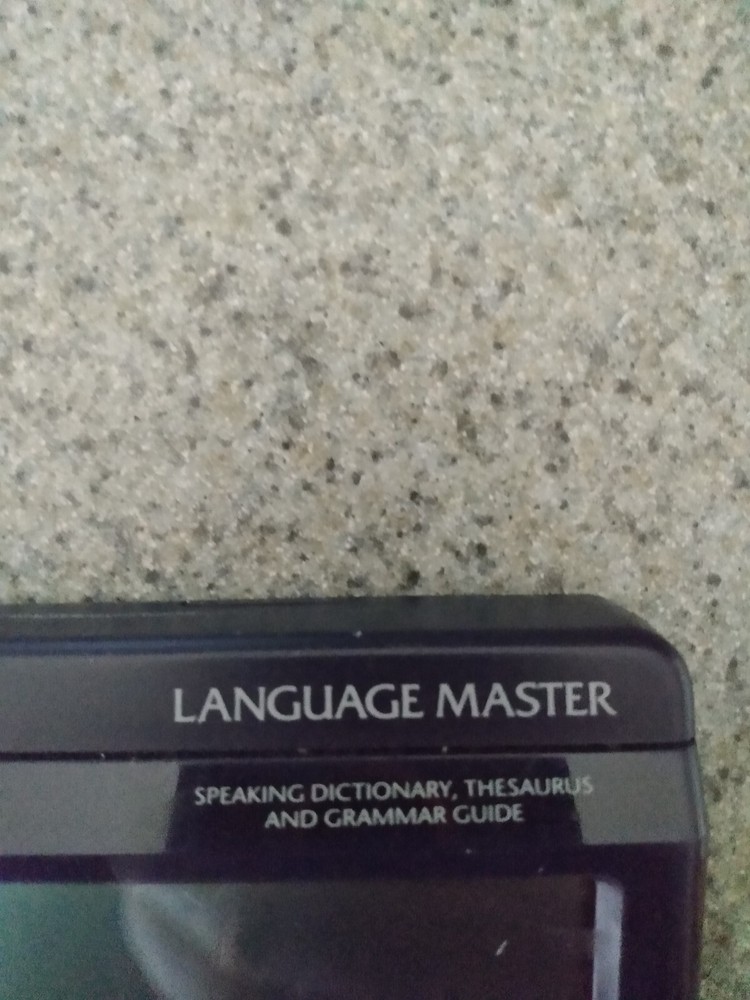 LANGUAGE MASTER
SPEAKING DICTIONARY, THESAURUS
AND GRAMMAR GUIDE